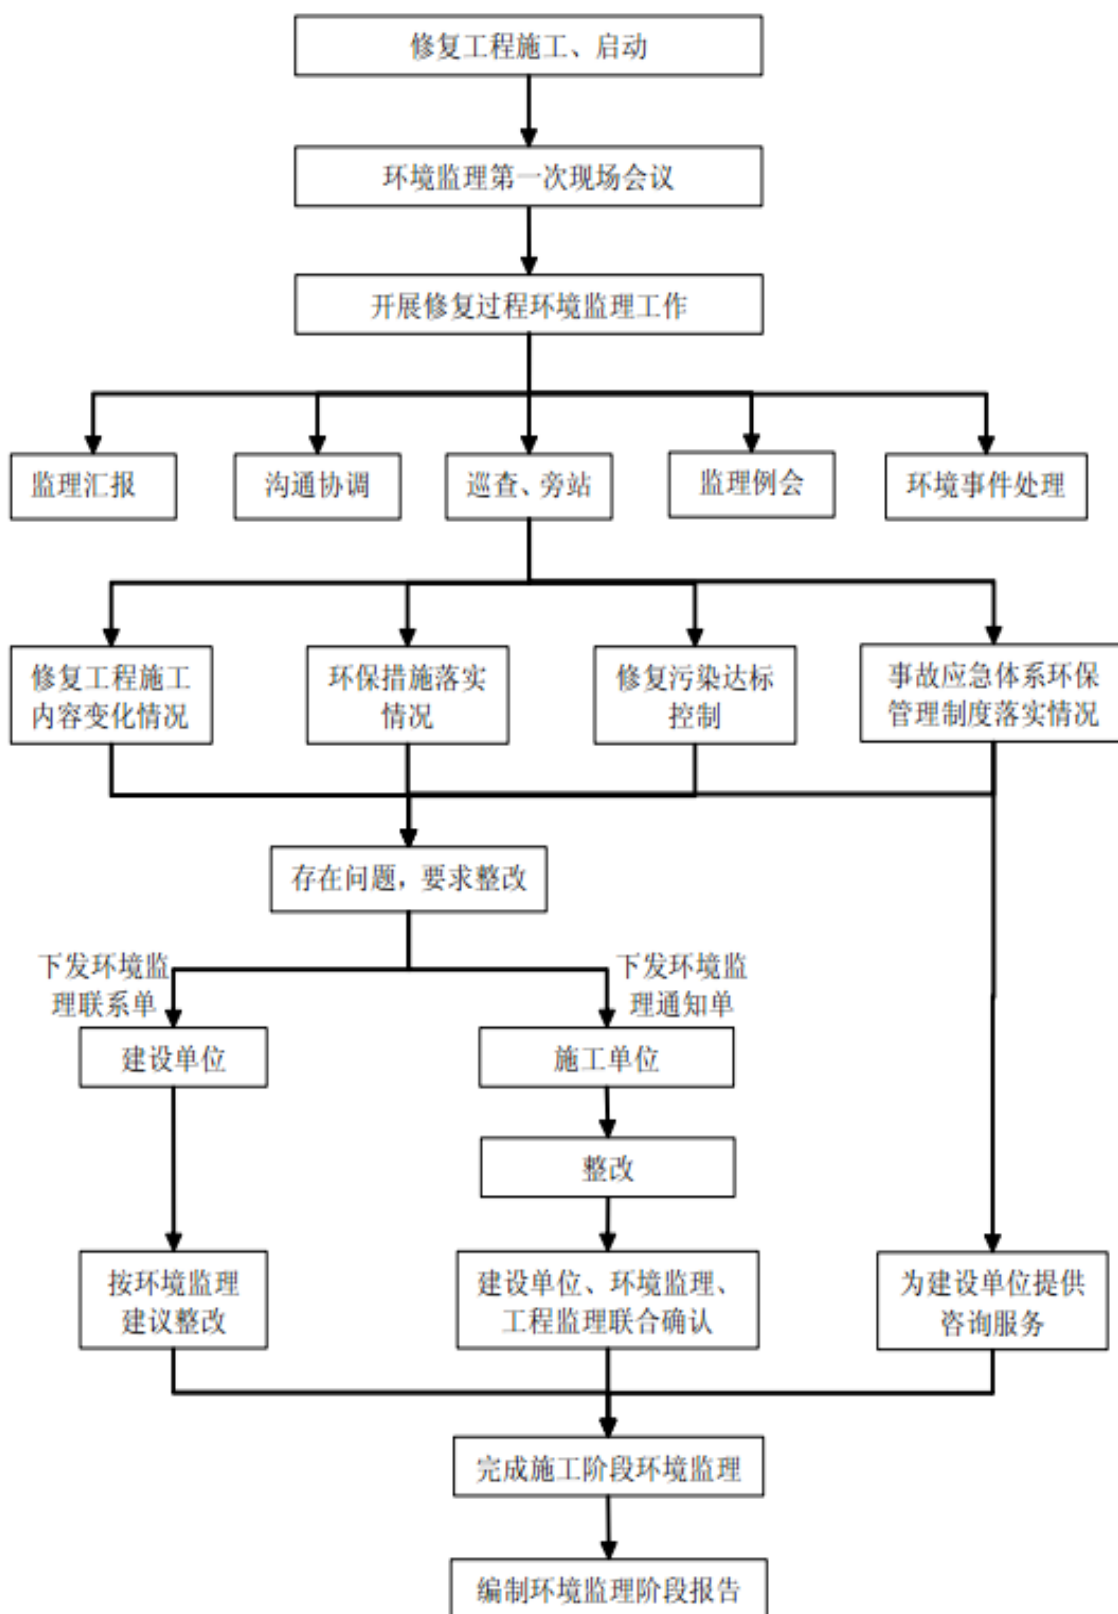 修复工程施工、启动
环境监理第一次现场会议
开展修复过程环境监理工作
监理汇报
沟通协调
巡查、旁站
监理例会
环境事件处理
修复工程施工
内容变化情况
环保措施落实
情况
修复污染达标
控制
事故应急体系环保
管理制度落实情况
存在问题，要求整改
下发环境监
理联系单
下发环境监
理通知单
建设单位
施工单位
整改
按环境监理
建议整改
建设单位、环境监理、
工程监理联合确认
为建设单位提供
咨询服务
完成施工阶段环境监理
编制环境监理阶段报告